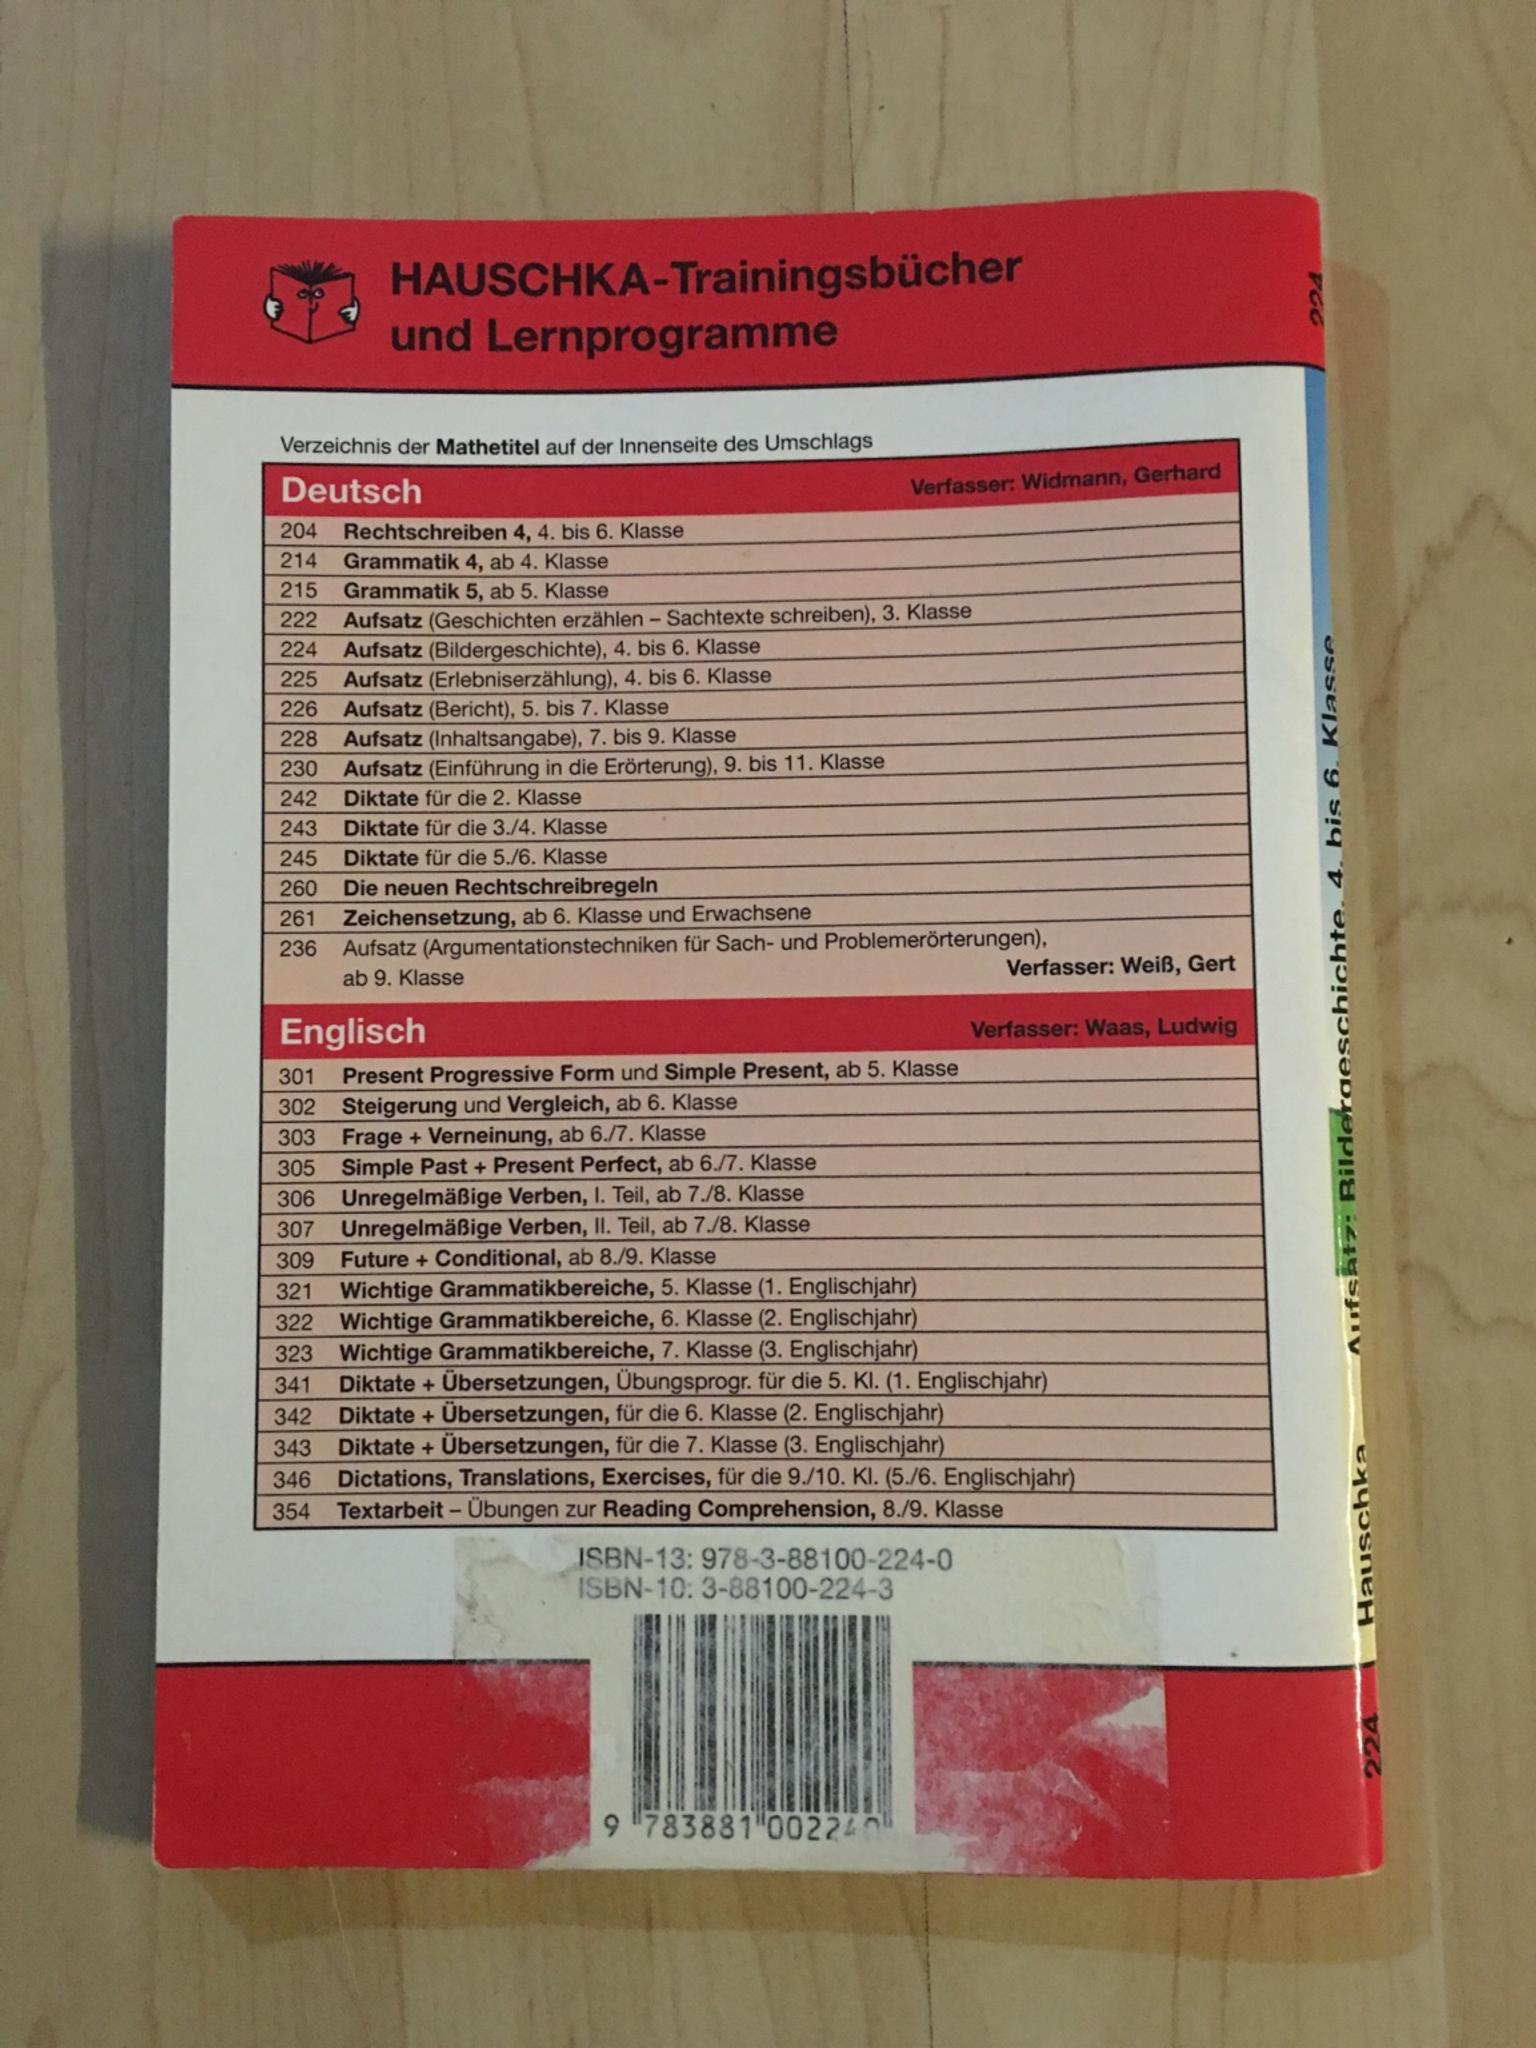 HAUSCHKA-Trainingsbücher
und Lernprogramme
Verzeichnis der Mathetitel auf der Innenseite des Umschlags
Deutsch Verfasser: Widmann, Gerhard
204 Rechtschreiben 4, 4. bis 6. Klasse
214 Grammatik 4, ab 4. Klasse
215 Grammatik 5, ab 5. Klasse
222 Aufsatz (Geschichten erzählen – Sachtexte schreiben), 3. Klasse
224 Aufsatz (Bildergeschichte), 4. bis 6. Klasse
225 Aufsatz (Erlebniserzählung), 4. bis 6. Klasse
226 Aufsatz (Bericht), 5. bis 7. Klasse
228 Aufsatz (Inhaltsangabe), 7. bis 9. Klasse
230 Aufsatz (Einführung in die Erörterung), 9. bis 11. Klasse
242 Diktate für die 2. Klasse
243 Diktate für die 3./4. Klasse
245 Diktate für die 5./6. Klasse
260 Die neuen Rechtschreibregeln
261 Zeichensetzung, ab 6. Klasse und Erwachsene
236 Aufsatz (Argumentationstechniken für Sach- und Problemerörterungen),
ab 9. Klasse Verfasser: Weiß, Gert
Englisch Verfasser: Waas, Ludwig
301 Present Progressive Form und Simple Present, ab 5. Klasse
302 Steigerung und Vergleich, ab 6. Klasse
303 Frage + Verneinung, ab 6./7. Klasse
305 Simple Past + Present Perfect, ab 6./7. Klasse
306 Unregelmäßige Verben, I. Teil, ab 7./8. Klasse
307 Unregelmäßige Verben, II. Teil, ab 7./8. Klasse
309 Future + Conditional, ab 8./9. Klasse
321 Wichtige Grammatikbereiche, 5. Klasse (1. Englischjahr)
322 Wichtige Grammatikbereiche, 6. Klasse (2. Englischjahr)
323 Wichtige Grammatikbereiche, 7. Klasse (3. Englischjahr)
341 Diktate + Übersetzungen, Übungsprogr. für die 5. Kl. (1. Englischjahr)
342 Diktate + Übersetzungen, für die 6. Klasse (2. Englischjahr)
343 Diktate + Übersetzungen, für die 7. Klasse (3. Englischjahr)
346 Dictations, Translations, Exercises, für die 9./10. Kl. (5./6. Englischjahr)
354 Textarbeit – Übungen zur Reading Comprehension, 8./9. Klasse
ISBN-13: 978-3-88100-224-0
ISBN-10: 3-88100-224-3
9 783881 002240
224 Hauschka Aufsatz: Bildergeschichte, 4. bis 6. Klasse 224